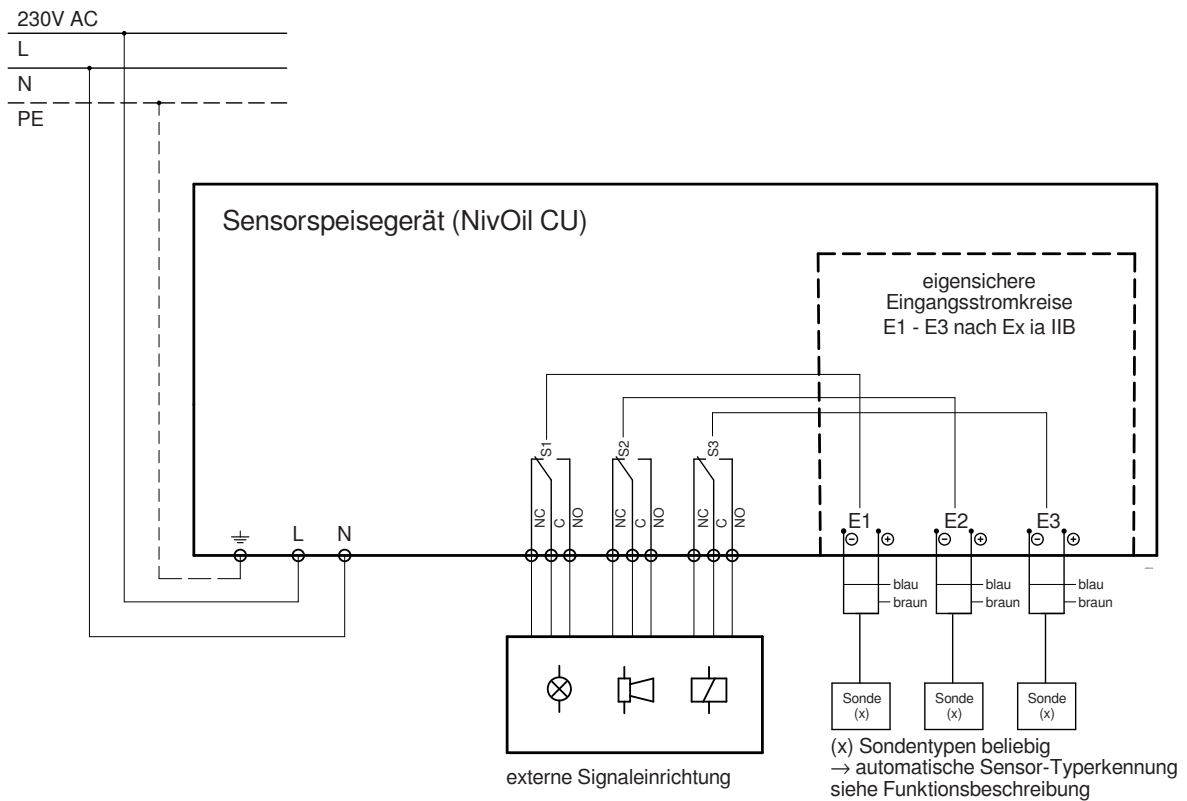 230V AC
L
N
PE
Sensorspeisegerät (NivOil CU)
eigensichere
Eingangsstromkreise
E1 - E3 nach Ex ia IIB
S1
S2
S3
NC
C
NO
NC
C
NO
NC
C
NO
L
N
E1
E2
E3
- +
- +
- +
blau
braun
blau
braun
blau
braun
Sonde
(x)
Sonde
(x)
Sonde
(x)
externe Signaleinrichtung
(x) Sondentypen beliebig
→ automatische Sensor-Typerkennung
siehe Funktionsbeschreibung